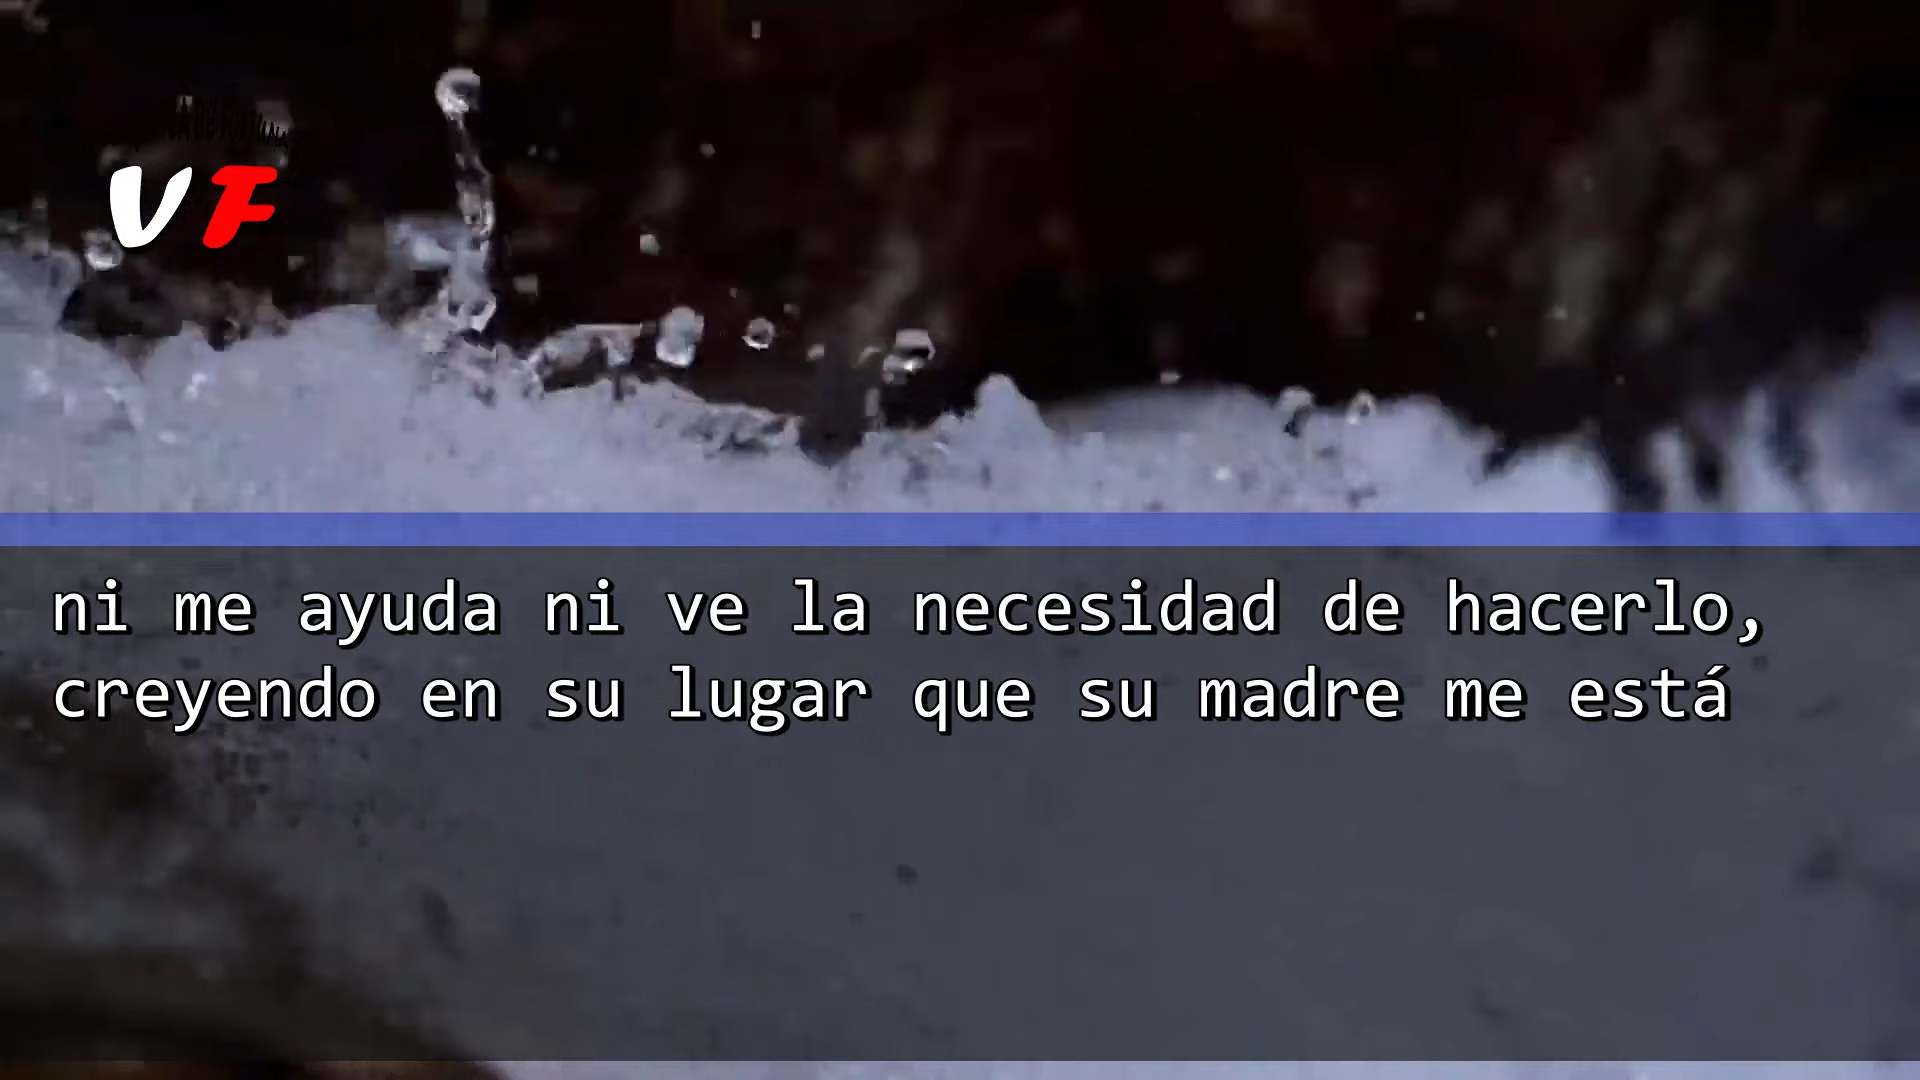 VF
ni me ayuda ni ve la necesidad de hacerlo,
creyendo en su lugar que su madre me está